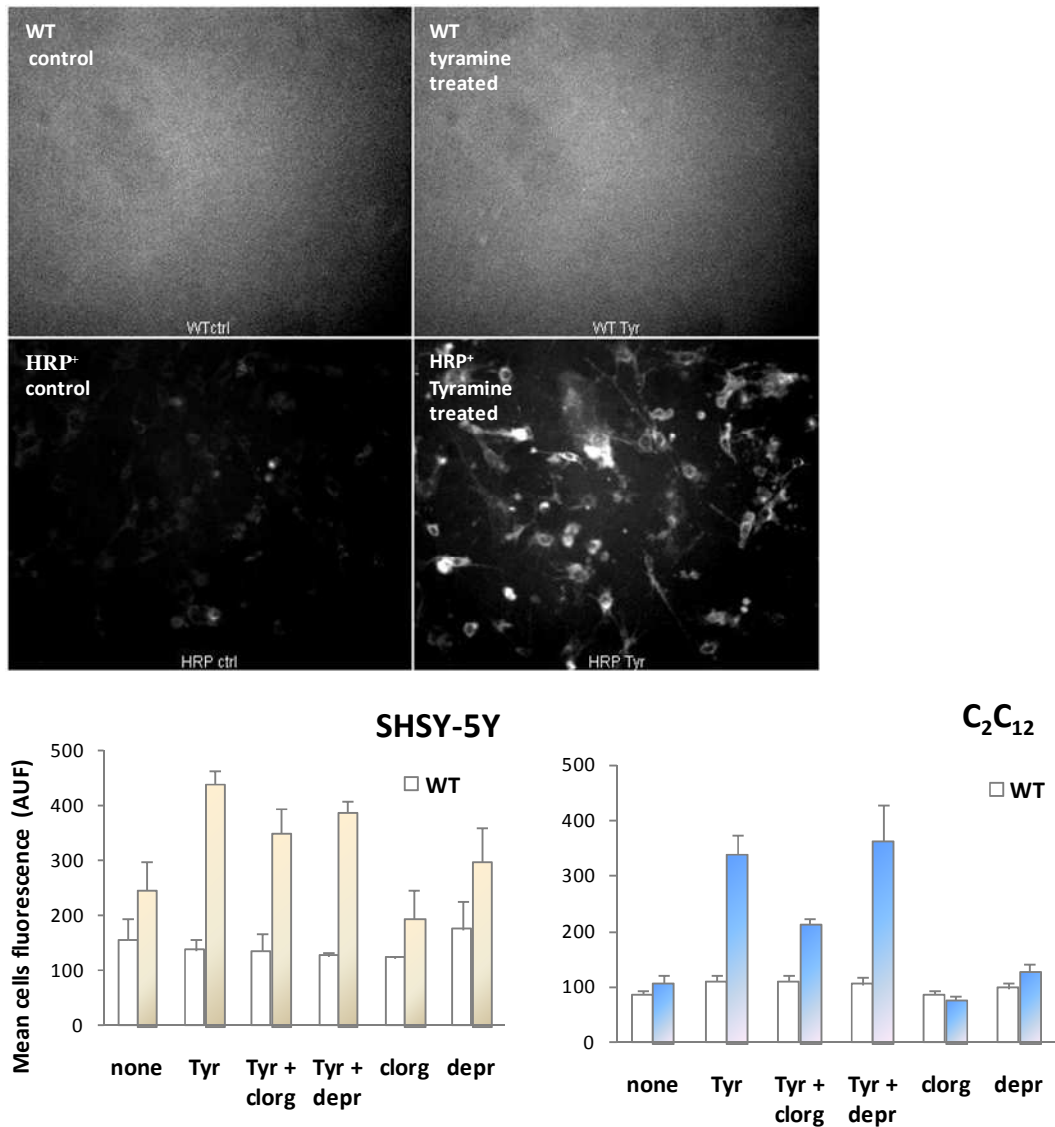 WT
control
WT
tyramine
treated
WTctrl
WT Tyr
HRP⁺
control
HRP⁺
Tyramine
treated
HRP ctrl
HRP Tyr
SHSY-5Y
Mean cells fluorescence (AUF)
500
400
300
200
100
0
WT
none
Tyr
Tyr +
clorg
Tyr +
depr
clorg
depr
C₂C₁₂
500
400
300
200
100
0
WT
none
Tyr
Tyr +
clorg
Tyr +
depr
clorg
depr